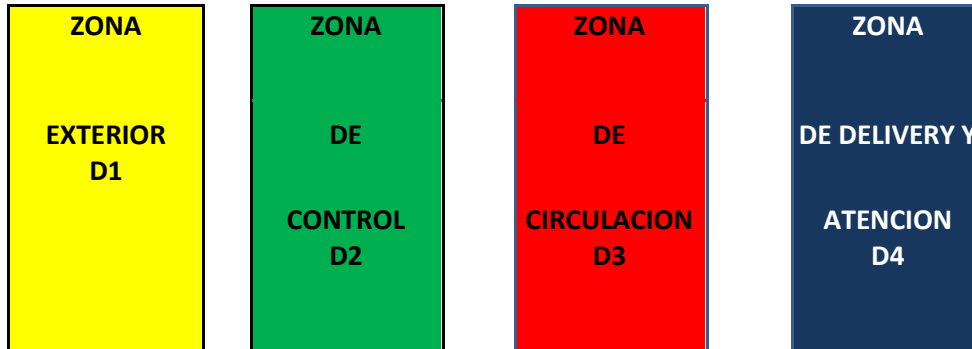 ZONA
EXTERIOR
D1
ZONA
DE
CONTROL
D2
ZONA
DE
CIRCULACION
D3
ZONA
DE DELIVERY Y
ATENCION
D4